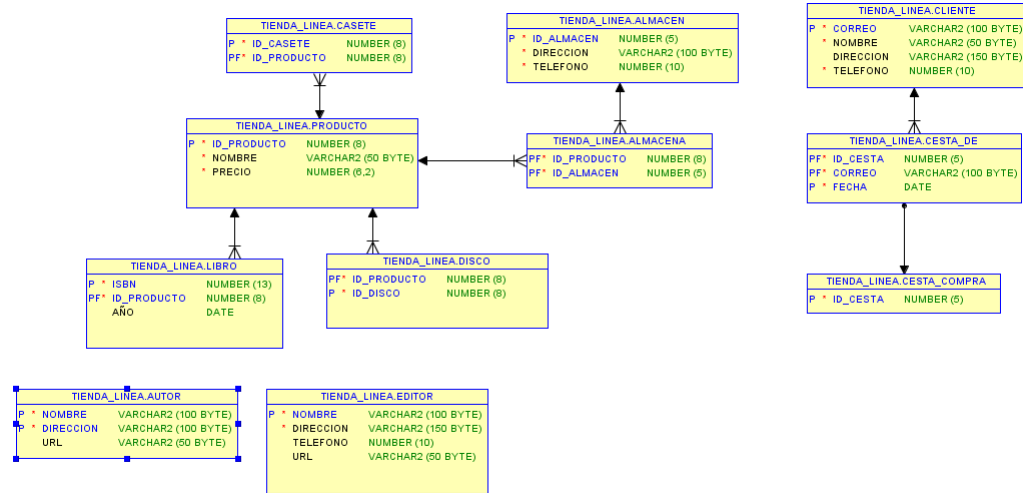 TIENDA_LINEA.CASETE
P * ID_CASETE NUMBER (8)
PF* ID_PRODUCTO NUMBER (8)
TIENDA_LINEA.ALMACEN
P * ID_ALMACEN NUMBER (5)
* DIRECCION VARCHAR2 (100 BYTE)
* TELEFONO NUMBER (10)
TIENDA_LINEA.CLIENTE
P * CORREO VARCHAR2 (100 BYTE)
* NOMBRE VARCHAR2 (50 BYTE)
DIRECCION VARCHAR2 (150 BYTE)
* TELEFONO NUMBER (10)
TIENDA_LINEA.PRODUCTO
P * ID_PRODUCTO NUMBER (8)
* NOMBRE VARCHAR2 (50 BYTE)
* PRECIO NUMBER (6,2)
TIENDA_LINEA.ALMACENA
PF* ID_PRODUCTO NUMBER (8)
PF* ID_ALMACEN NUMBER (5)
TIENDA_LINEA.CESTA_DE
PF* ID_CESTA NUMBER (5)
PF* CORREO VARCHAR2 (100 BYTE)
P * FECHA DATE
TIENDA_LINEA.LIBRO
P * ISBN NUMBER (13)
PF* ID_PRODUCTO NUMBER (8)
AÑO DATE
TIENDA_LINEA.DISCO
PF* ID_PRODUCTO NUMBER (8)
P * ID_DISCO NUMBER (8)
TIENDA_LINEA.CESTA_COMPRA
P * ID_CESTA NUMBER (5)
TIENDA_LINEA.AUTOR
P * NOMBRE VARCHAR2 (100 BYTE)
P * DIRECCION VARCHAR2 (100 BYTE)
URL VARCHAR2 (50 BYTE)
TIENDA_LINEA.EDITOR
P * NOMBRE VARCHAR2 (100 BYTE)
* DIRECCION VARCHAR2 (150 BYTE)
TELEFONO NUMBER (10)
URL VARCHAR2 (50 BYTE)